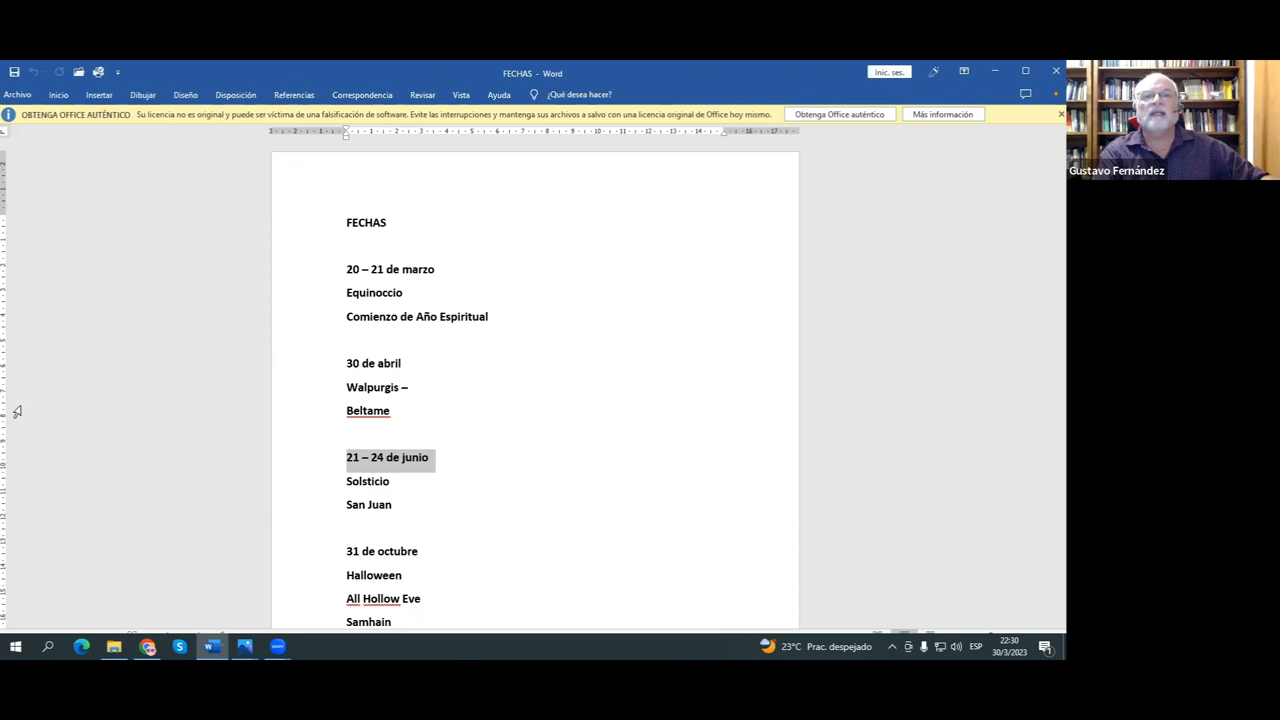 FECHAS - Word
Inic. ses.
Archivo Inicio Insertar Dibujar Diseño Disposición Referencias Correspondencia Revisar Vista Ayuda ¿Qué desea hacer?
OBTENGA OFFICE AUTÉNTICO Su licencia no es original y puede ser víctima de una falsificación de software. Evite las interrupciones y mantenga sus archivos a salvo con una licencia original de Office hoy mismo. Obtenga Office auténtico Más información
Gustavo Fernández
FECHAS
20 – 21 de marzo
Equinoccio
Comienzo de Año Espiritual
30 de abril
Walpurgis –
Beltame
21 – 24 de junio
Solsticio
San Juan
31 de octubre
Halloween
All Hollow Eve
Samhain
23°C Prac. despejado ESP 22:30
30/3/2023